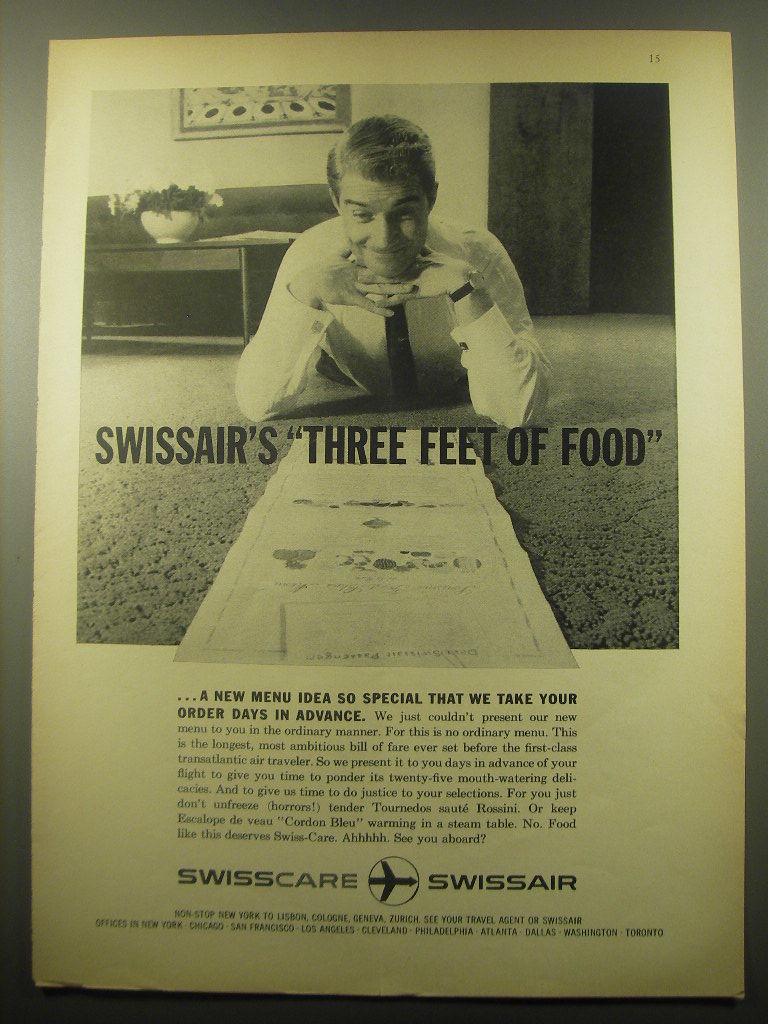 15
SWISSAIR'S “THREE FEET OF FOOD”
...A NEW MENU IDEA SO SPECIAL THAT WE TAKE YOUR
ORDER DAYS IN ADVANCE. We just couldn't present our new
menu to you in the ordinary manner. For this is no ordinary menu. This
is the longest, most ambitious bill of fare ever set before the first-class
transatlantic air traveler. So we present it to you days in advance of your
flight to give you time to ponder its twenty-five mouth-watering deli-
cacies. And to give us time to do justice to your selections. For you just
don't unfreeze (horrors!) tender Tournedos sauté Rossini. Or keep
Escalope de veau "Cordon Bleu" warming in a steam table. No. Food
like this deserves Swiss-Care. Ahhhhh. See you aboard?
SWISSCARE SWISSAIR
NON-STOP NEW YORK TO LISBON, COLOGNE, GENEVA, ZURICH. SEE YOUR TRAVEL AGENT OR SWISSAIR
OFFICES IN NEW YORK · CHICAGO · SAN FRANCISCO · LOS ANGELES · CLEVELAND · PHILADELPHIA · ATLANTA · DALLAS · WASHINGTON · TORONTO